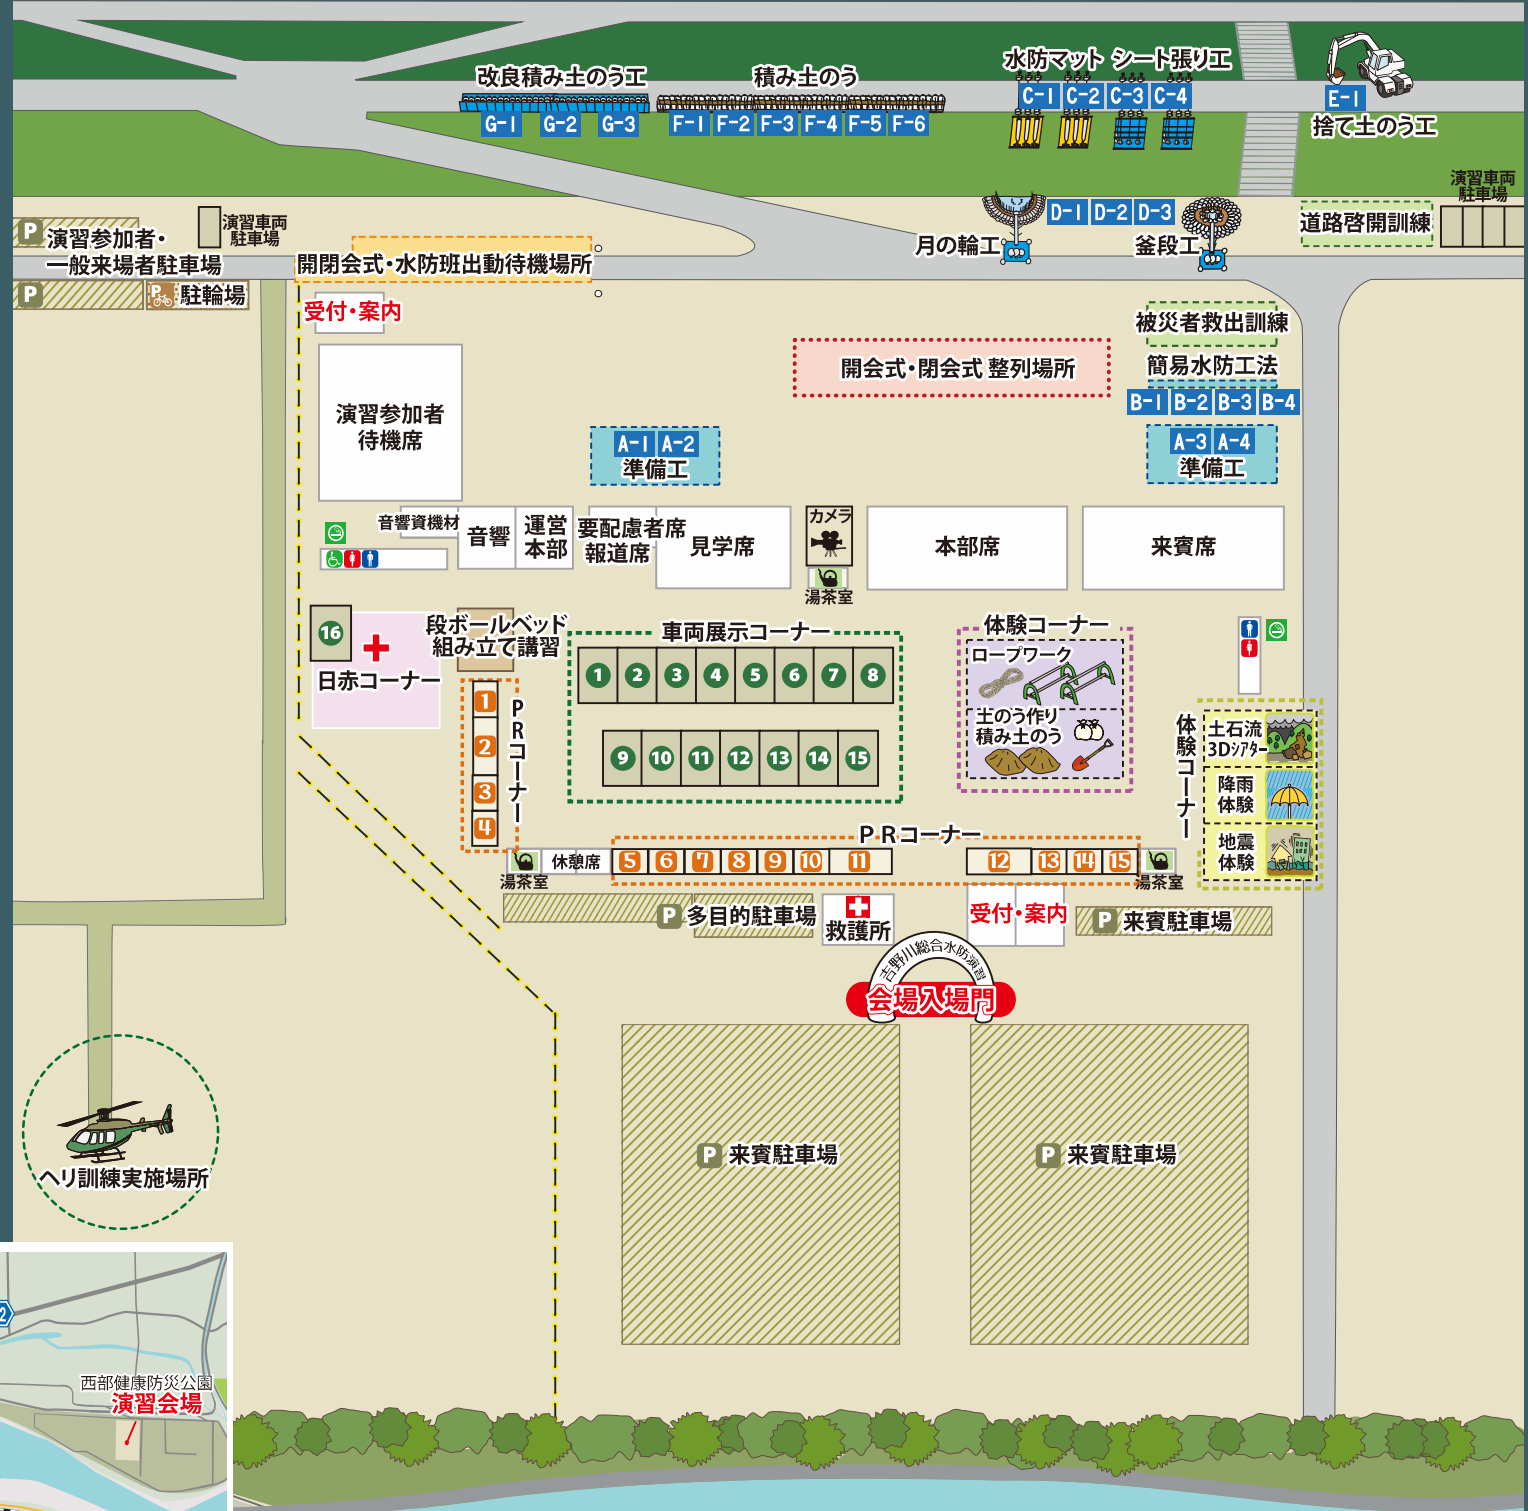 改良積み土のう工
積み土のう
水防マット シート張り工
G-1 G-2 G-3
F-1 F-2 F-3 F-4 F-5 F-6
C-1 C-2 C-3 C-4
E-1
捨て土のう工
演習車両
駐車場
P
演習参加者・
一般来場者駐車場
演習車両
駐車場
D-1 D-2 D-3
月の輪工
釜段工
道路啓開訓練
開閉会式・水防班出動待機場所
P
P
駐輪場
受付・案内
被災者救出訓練
開会式・閉会式 整列場所
簡易水防工法
B-1 B-2 B-3 B-4
演習参加者
待機席
A-1 A-2
準備工
A-3 A-4
準備工
音響資機材
音響
運営
本部
要配慮者席
報道席
見学席
カメラ
湯茶室
本部席
来賓席
16
日赤コーナー
段ボールベッド
組み立て講習
車両展示コーナー
1 2 3 4 5 6 7 8
9 10 11 12 13 14 15
体験コーナー
ロープワーク
土のう作り
積み土のう
PRコーナー
1
2
3
4
体験コーナー
土石流
3Dシアター
降雨
体験
地震
体験
PRコーナー
湯茶室
休憩席
5 6 7 8 9 10 11
12 13 14 15
湯茶室
P 多目的駐車場
救護所
受付・案内
P 来賓駐車場
吉野川総合水防演習
会場入場門
P 来賓駐車場
P 来賓駐車場
ヘリ訓練実施場所
2
西部健康防災公園
演習会場